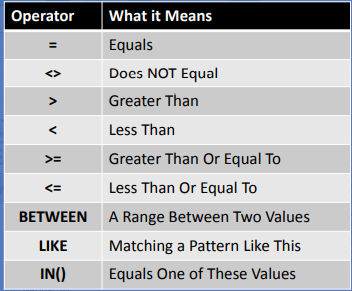 Operator What it Means
= Equals
<> Does NOT Equal
> Greater Than
< Less Than
>= Greater Than Or Equal To
<= Less Than Or Equal To
BETWEEN A Range Between Two Values
LIKE Matching a Pattern Like This
IN() Equals One of These Values